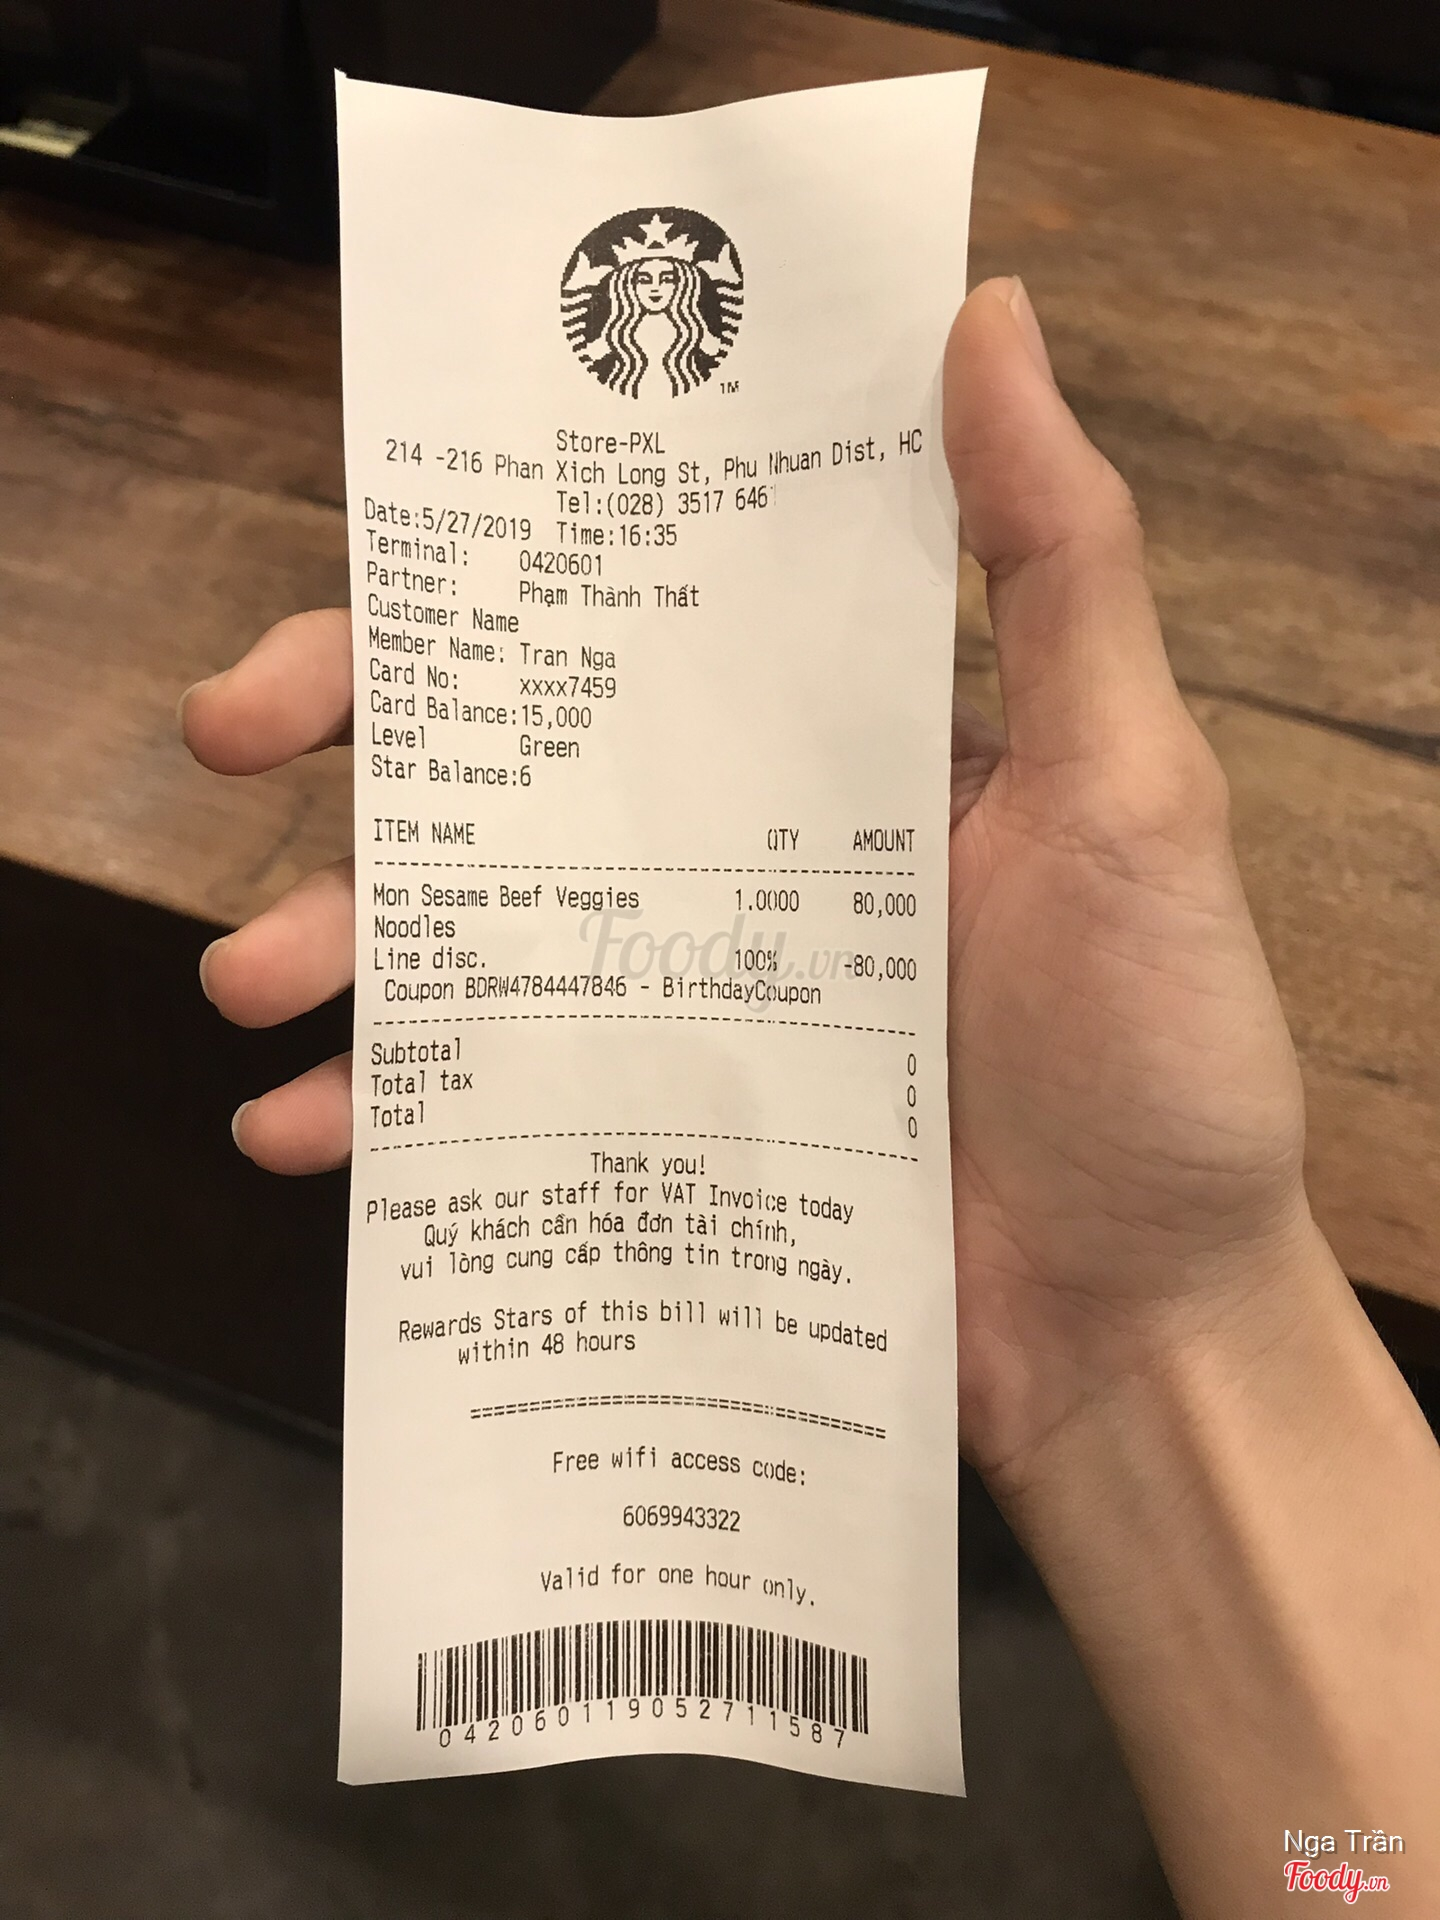 TM
Store-PXL
214 -216 Phan Xich Long St, Phu Nhuan Dist, HC
Tel:(028) 3517 646
Date:5/27/2019 Time:16:35
Terminal: 0420601
Partner: Phạm Thành Thất
Customer Name
Member Name: Tran Nga
Card No: xxxx7459
Card Balance:15,000
Level Green
Star Balance:6
ITEM NAME QTY AMOUNT
Mon Sesame Beef Veggies 1.0000 80,000
Noodles
Line disc. 100% -80,000
Coupon BDRW4784447846 - BirthdayCoupon
Subtotal 0
Total tax 0
Total 0
Thank you!
Please ask our staff for VAT Invoice today
Quý khách cần hóa đơn tài chính,
vui lòng cung cấp thông tin trong ngày.
Rewards Stars of this bill will be updated
within 48 hours
===================================
Free wifi access code:
6069943322
Valid for one hour only.
042060119052711587
Foody.vn
Nga Trần
Foody.vn